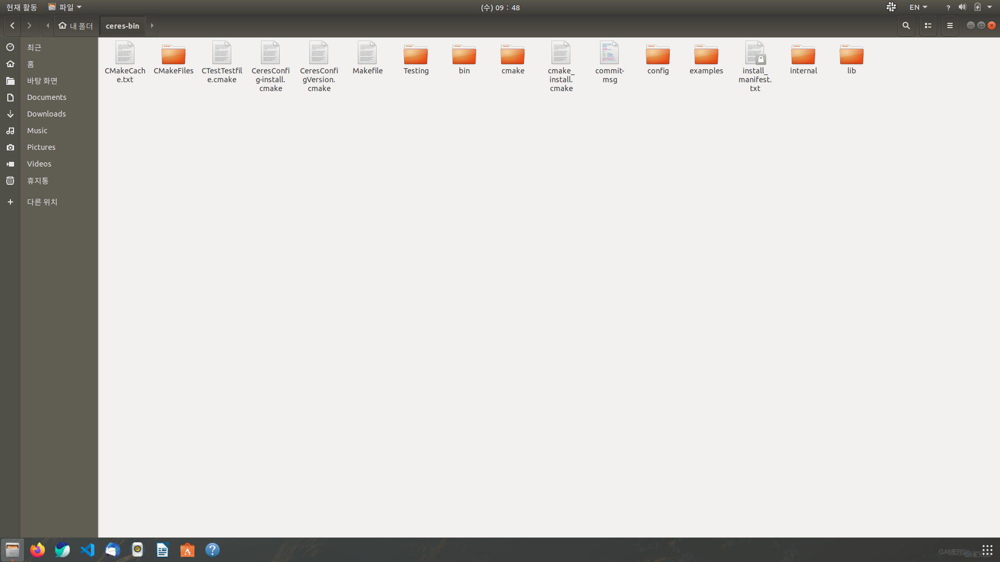 현재 활동 파일 (수) 09 : 48 EN ?
내 폴더 ceres-bin
최근
홈
바탕 화면
Documents
Downloads
Music
Pictures
Videos
휴지통
다른 위치
CMakeCache.txt
CMakeFiles
CTestTestfile.cmake
CeresConfig-install.cmake
CeresConfigVersion.cmake
Makefile
Testing
bin
cmake
cmake_install.cmake
commit-msg
config
examples
install_manifest.txt
internal
lib
GAMERS NEXUS